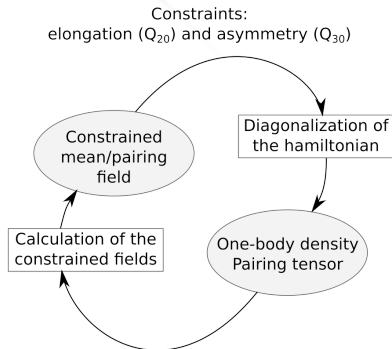 Constraints:
elongation (Q20) and asymmetry (Q30)
Constrained
mean/pairing
field
Diagonalization of
the hamiltonian
One-body density
Pairing tensor
Calculation of the
constrained fields